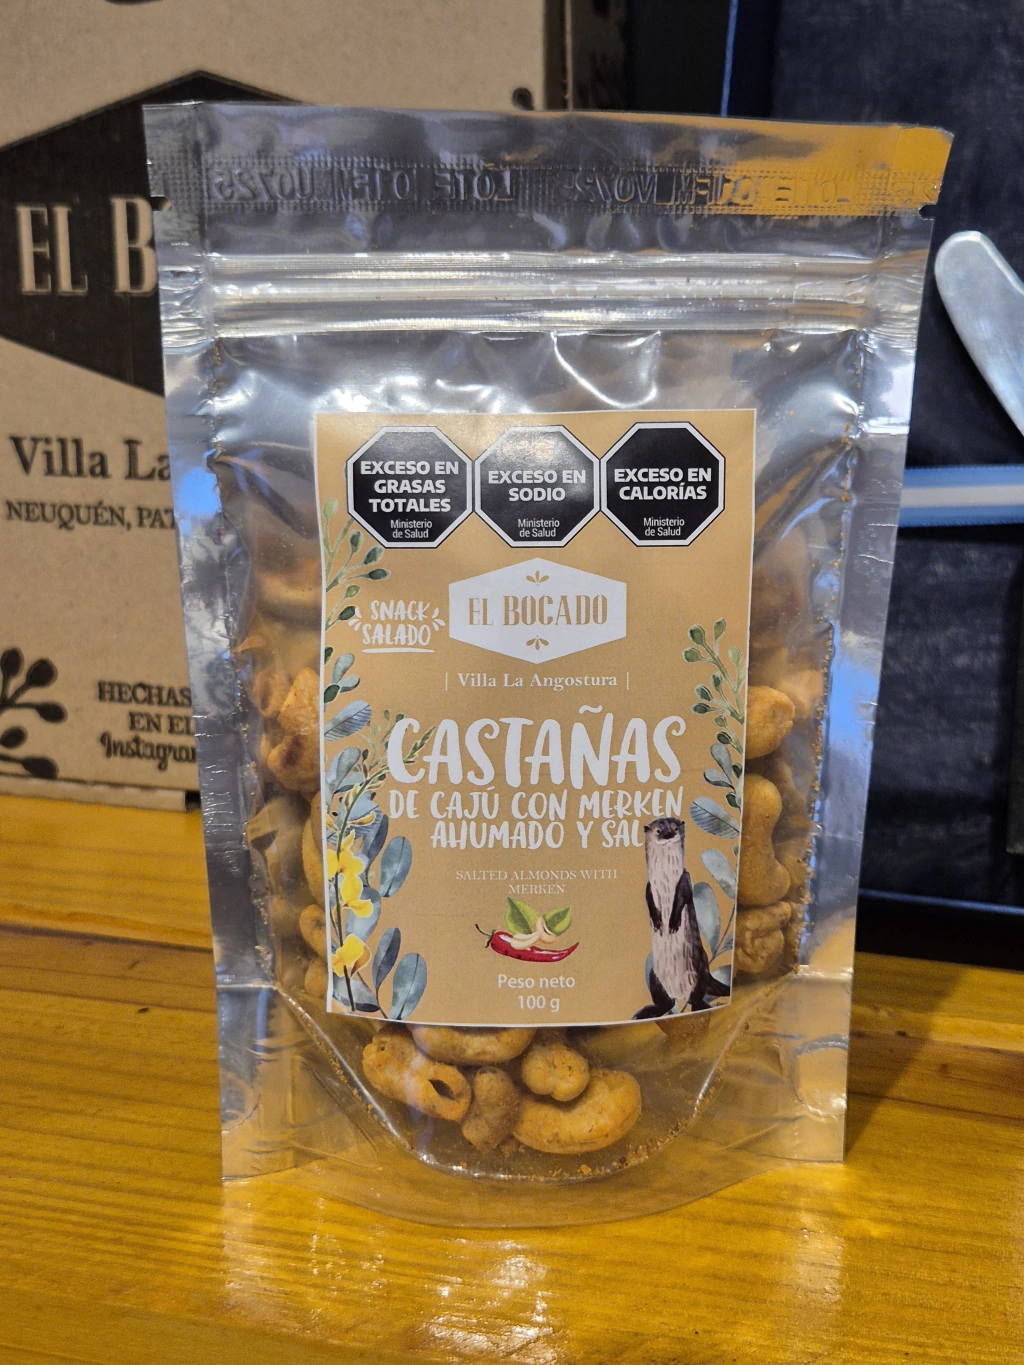 EL B
Villa La
NEUQUÉN, PAT
HECHAS
EN EL
Instagram
EXCESO EN
GRASAS
TOTALES
Ministerio
de Salud
EXCESO EN
SODIO
Ministerio
de Salud
EXCESO EN
CALORÍAS
Ministerio
de Salud
SNACK
SALADO
EL BOCADO
| Villa La Angostura |
CASTAÑAS
DE CAJÚ CON MERKEN
AHUMADO Y SAL
SALTED ALMONDS WITH
MERKEN
Peso neto
100 g